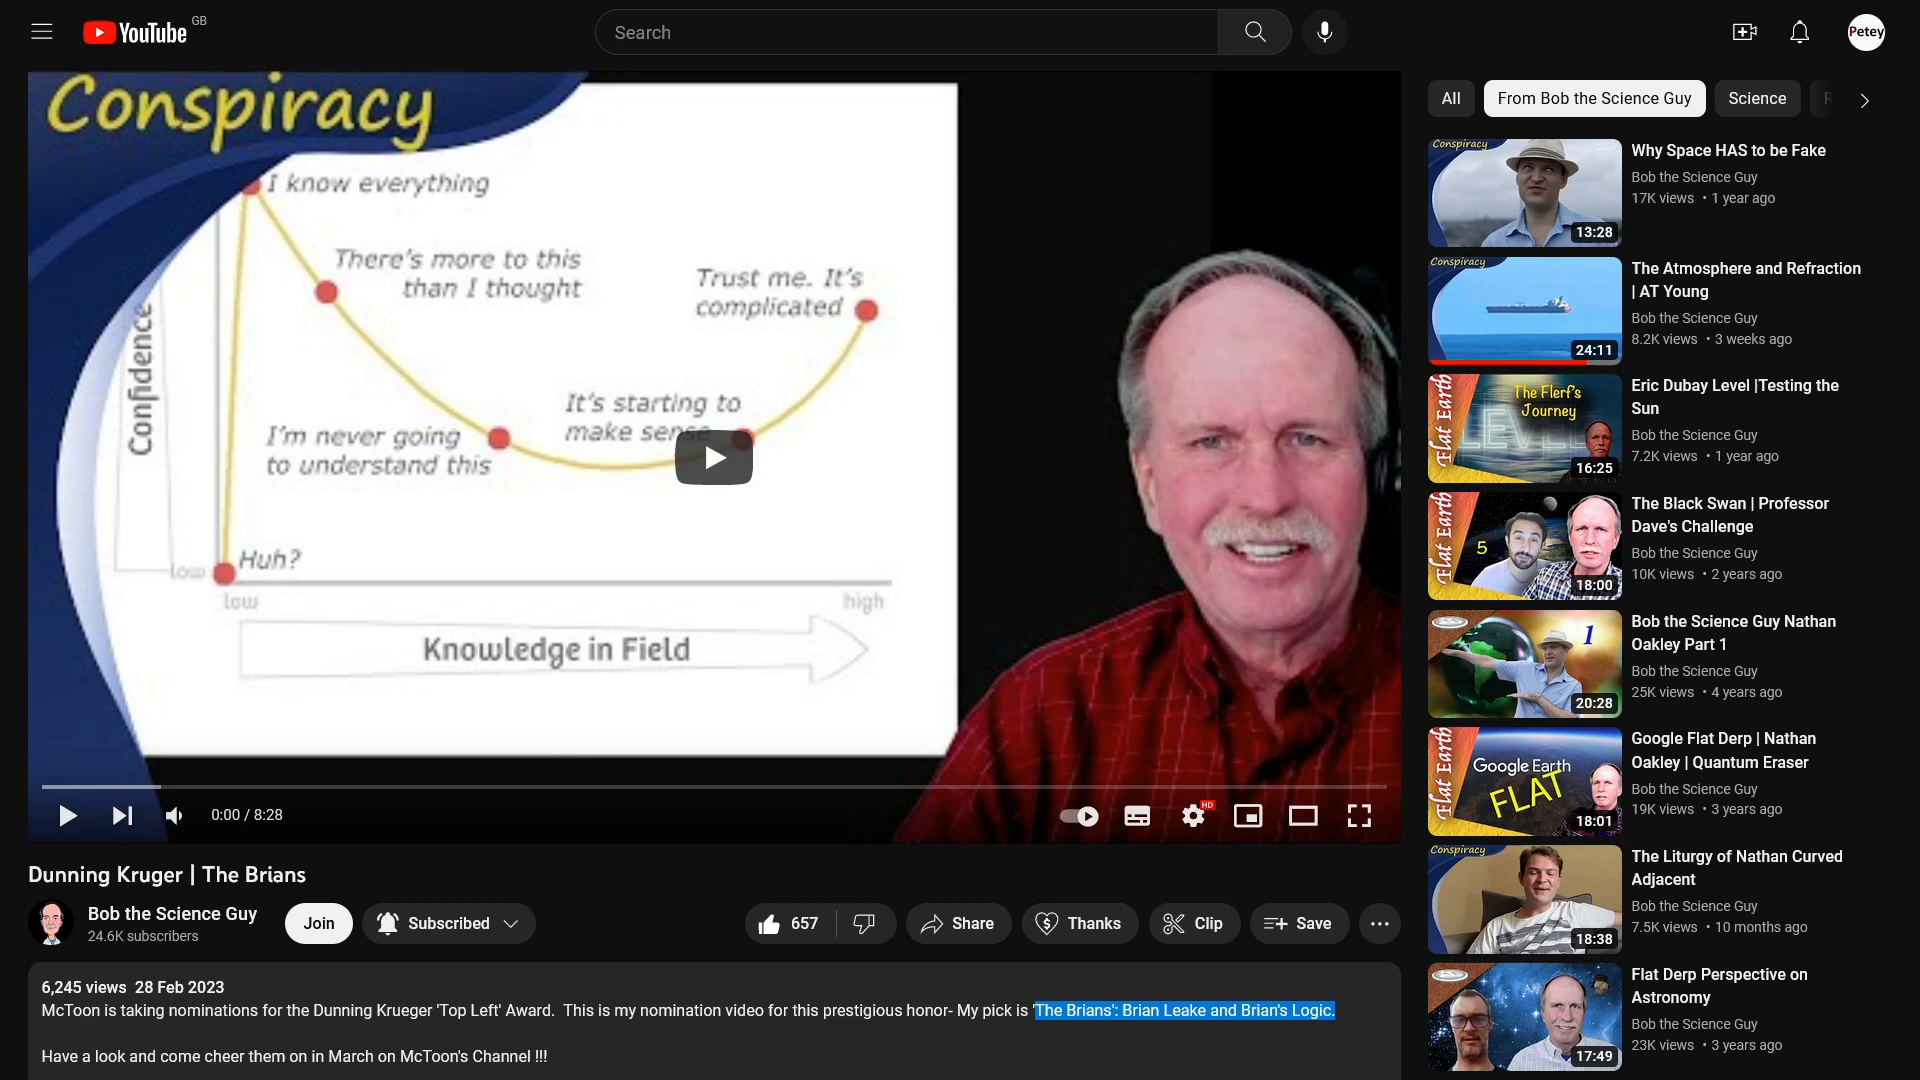 YouTube GB
Search
Petey
Conspiracy
I know everything
There's more to this
than I thought
Trust me. It's
complicated
Confidence
It's starting to
make sense
I'm never going
to understand this
Huh?
low
low
high
Knowledge in Field
0:00 / 8:28
HD
Dunning Kruger | The Brians
Bob the Science Guy
24.6K subscribers
Join
Subscribed
657
Share
Thanks
Clip
Save
6,245 views 28 Feb 2023
McToon is taking nominations for the Dunning Krueger 'Top Left' Award.  This is my nomination video for this prestigious honor- My pick is 'The Brians': Brian Leake and Brian's Logic.
Have a look and come cheer them on in March on McToon's Channel !!!
All
From Bob the Science Guy
Science
Conspiracy
13:28
Why Space HAS to be Fake
Bob the Science Guy
17K views • 1 year ago
Conspiracy
24:11
The Atmosphere and Refraction
| AT Young
Bob the Science Guy
8.2K views • 3 weeks ago
Flat Earth
The Flerf's
Journey
LEVEL
16:25
Eric Dubay Level |Testing the
Sun
Bob the Science Guy
7.2K views • 1 year ago
Flat Earth
5
18:00
The Black Swan | Professor
Dave's Challenge
Bob the Science Guy
10K views • 2 years ago
1
20:28
Bob the Science Guy Nathan
Oakley Part 1
Bob the Science Guy
25K views • 4 years ago
Flat Earth
Google Earth
FLAT
18:01
Google Flat Derp | Nathan
Oakley | Quantum Eraser
Bob the Science Guy
19K views • 3 years ago
Conspiracy
18:38
The Liturgy of Nathan Curved
Adjacent
Bob the Science Guy
7.5K views • 10 months ago
17:49
Flat Derp Perspective on
Astronomy
Bob the Science Guy
23K views • 3 years ago